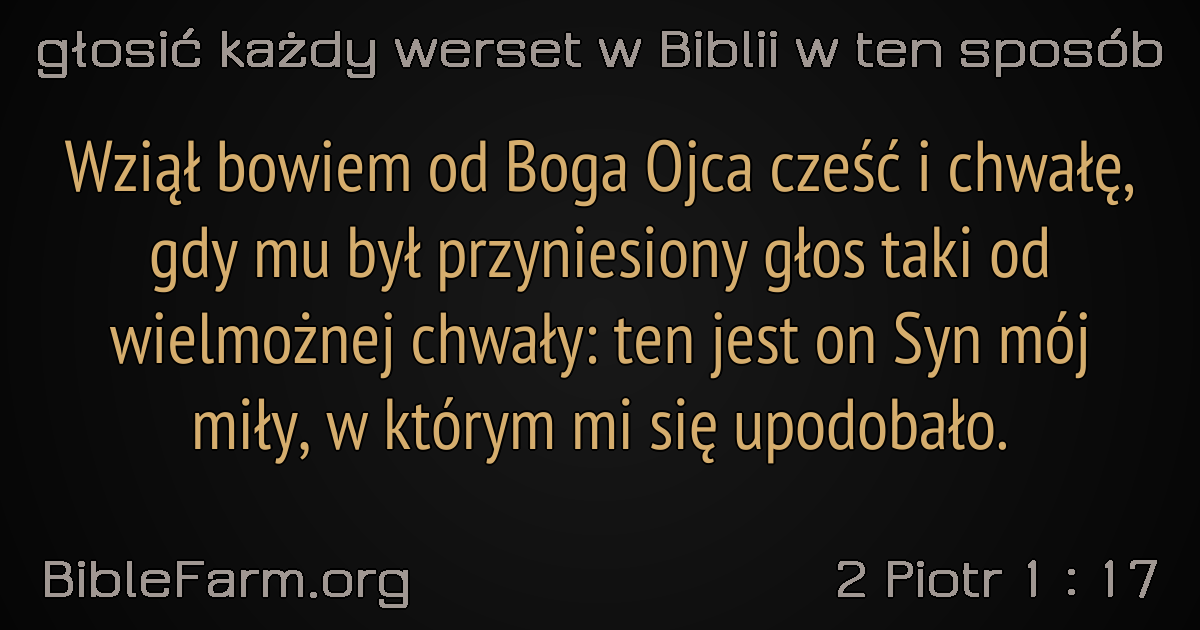 głosić każdy werset w Biblii w ten sposób
Wziął bowiem od Boga Ojca cześć i chwałę,
gdy mu był przyniesiony głos taki od
wielmożnej chwały: ten jest on Syn mój
miły, w którym mi się upodobało.
BibleFarm.org
2 Piotr 1 : 17